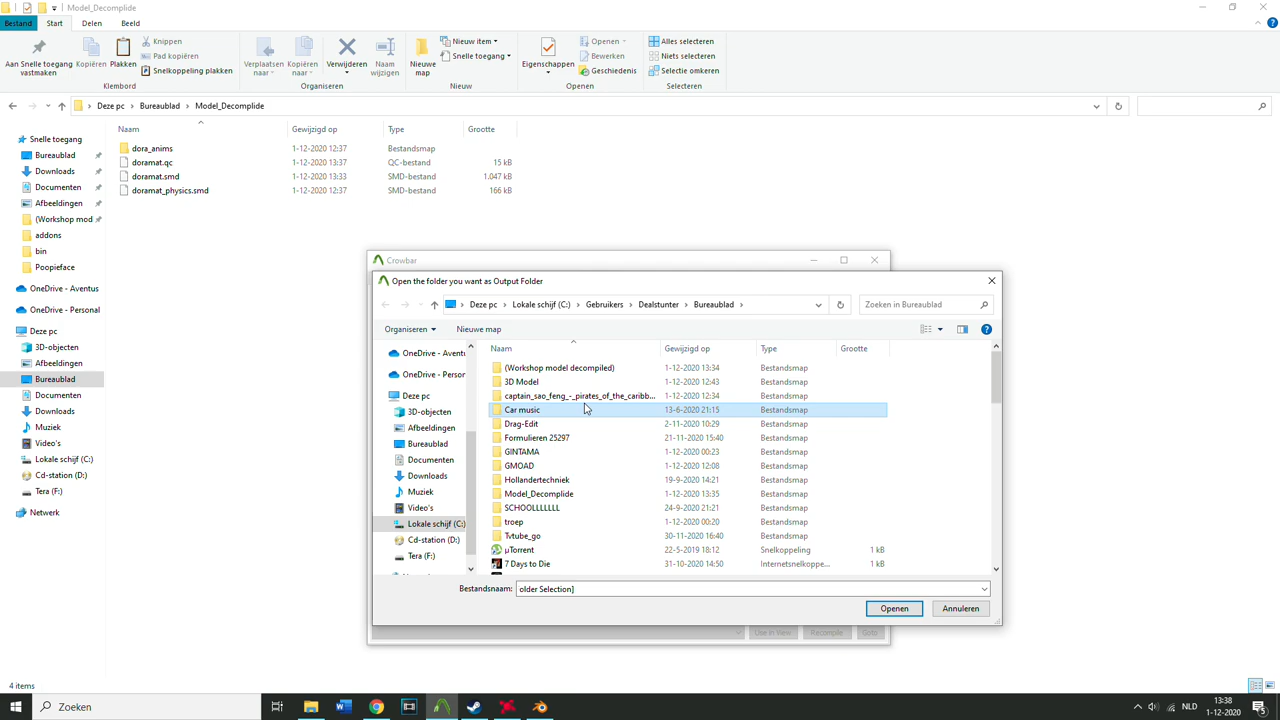 Model_Decomplide
Bestand Start Delen Beeld
Aan Snelle toegang vastmaken
Kopiëren
Plakken
Knippen
Pad kopiëren
Snelkoppeling plakken
Klembord
Verplaatsen naar
Kopiëren naar
Verwijderen
Naam wijzigen
Organiseren
Nieuwe map
Nieuw item
Snelle toegang
Nieuw
Eigenschappen
Openen
Bewerken
Geschiedenis
Openen
Alles selecteren
Niets selecteren
Selectie omkeren
Selecteren
Deze pc › Bureaublad › Model_Decomplide
Naam Gewijzigd op Type Grootte
dora_anims 1-12-2020 12:37 Bestandsmap
doramat.qc 1-12-2020 13:37 QC-bestand 15 kB
doramat.smd 1-12-2020 13:33 SMD-bestand 1.047 kB
doramat_physics.smd 1-12-2020 12:37 SMD-bestand 166 kB
Snelle toegang
Bureaublad
Downloads
Documenten
Afbeeldingen
(Workshop mod
addons
bin
Poopieface
OneDrive - Aventus
OneDrive - Personal
Deze pc
3D-objecten
Afbeeldingen
Bureaublad
Documenten
Downloads
Muziek
Video's
Lokale schijf (C:)
Cd-station (D:)
Tera (F:)
Netwerk
Crowbar
Open the folder you want as Output Folder
Deze pc › Lokale schijf (C:) › Gebruikers › Dealstunter › Bureaublad ›
Zoeken in Bureaublad
Organiseren Nieuwe map
OneDrive - Aventu
OneDrive - Person
Deze pc
3D-objecten
Afbeeldingen
Bureaublad
Documenten
Downloads
Muziek
Video's
Lokale schijf (C:)
Cd-station (D:)
Tera (F:)
Naam Gewijzigd op Type Grootte
(Workshop model decompiled) 1-12-2020 13:34 Bestandsmap
3D Model 1-12-2020 12:43 Bestandsmap
captain_sao_feng_-_pirates_of_the_caribb... 1-12-2020 12:34 Bestandsmap
Car music 13-6-2020 21:15 Bestandsmap
Drag-Edit 2-11-2020 10:29 Bestandsmap
Formulieren 25297 21-11-2020 15:40 Bestandsmap
GINTAMA 1-12-2020 00:23 Bestandsmap
GMOAD 1-12-2020 12:08 Bestandsmap
Hollandertechniek 19-9-2020 14:21 Bestandsmap
Model_Decomplide 1-12-2020 13:35 Bestandsmap
SCHOOLLLLLLL 24-9-2020 21:21 Bestandsmap
troep 1-12-2020 00:20 Bestandsmap
Tvtube_go 30-11-2020 16:40 Bestandsmap
µTorrent 22-5-2019 18:12 Snelkoppeling 1 kB
7 Days to Die 31-10-2020 14:50 Internetsnelkoppe... 1 kB
Bestandsnaam: older Selection]
Openen Annuleren
Use in View Recompile Goto
4 items
Zoeken
NLD
13:38
1-12-2020
5